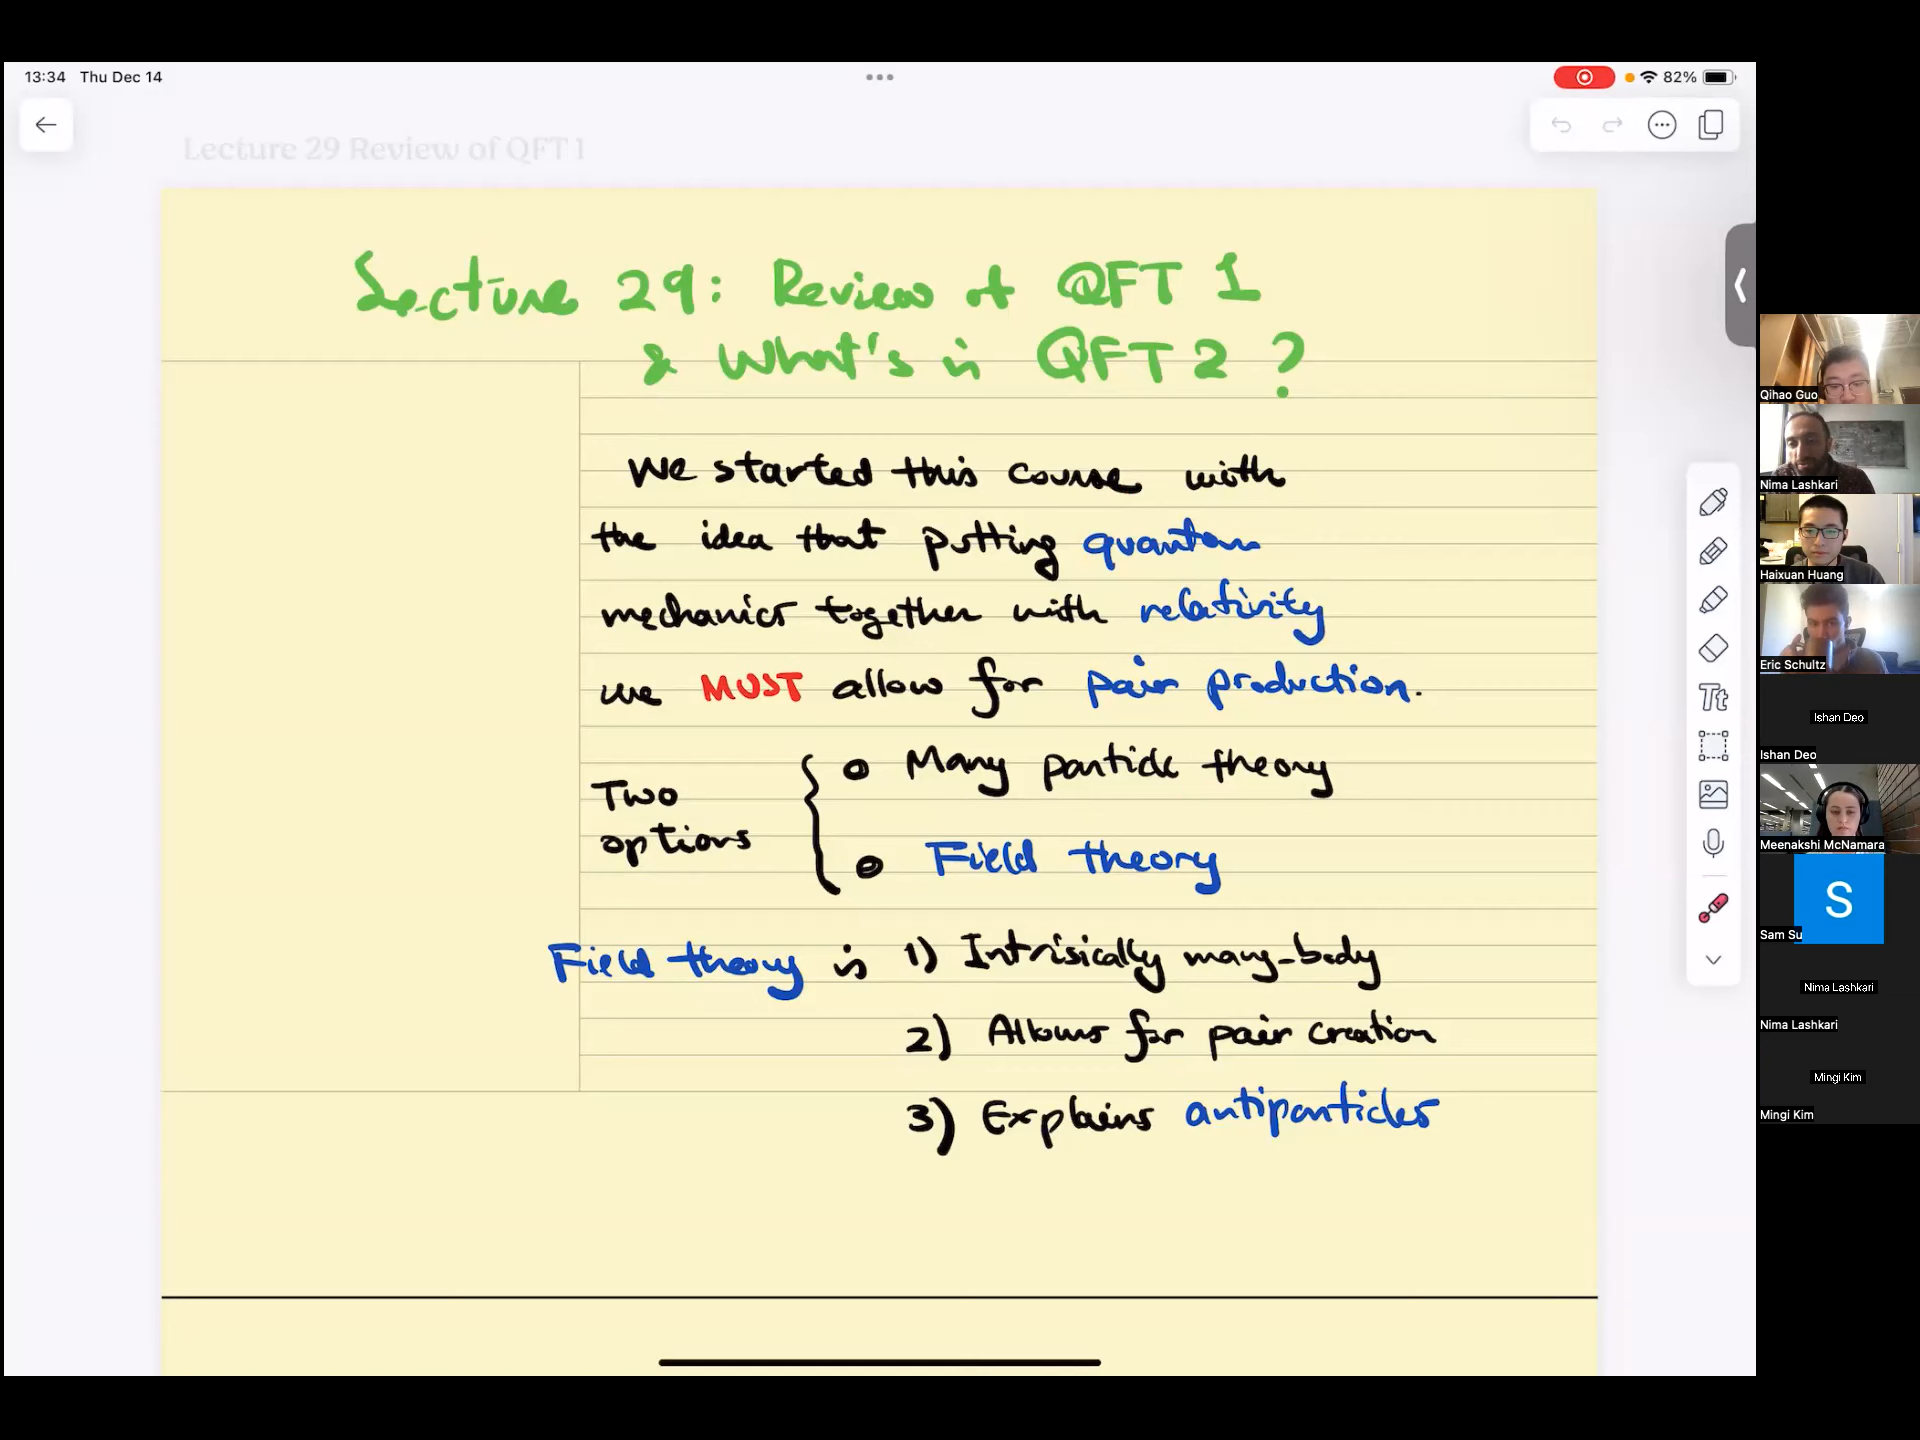 13:34 Thu Dec 14
82%
Lecture 29 Review of QFT 1
Lecture 29: Review of QFT 1
& What's in QFT 2 ?
We started this course with
the idea that putting quantum
mechanics together with relativity
we MUST allow for pair production.
Two
options
• Many particle theory
• Field theory
Field theory is 1) Intrisically many-body
2) Allows for pair creation
3) Explains antiparticles
Tt
Qihao Guo
Nima Lashkari
Haixuan Huang
Eric Schultz
Ishan Deo
Ishan Deo
Meenakshi McNamara
S
Sam Su
Nima Lashkari
Nima Lashkari
Mingi Kim
Mingi Kim